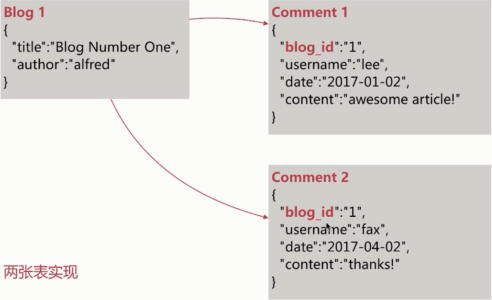 Blog 1
{
"title":"Blog Number One",
"author":"alfred"
}
Comment 1
{
"blog_id":"1",
"username":"lee",
"date":"2017-01-02",
"content":"awesome article!"
}
Comment 2
{
"blog_id":"1",
"username":"fax",
"date":"2017-04-02",
"content":"thanks!"
}
两张表实现